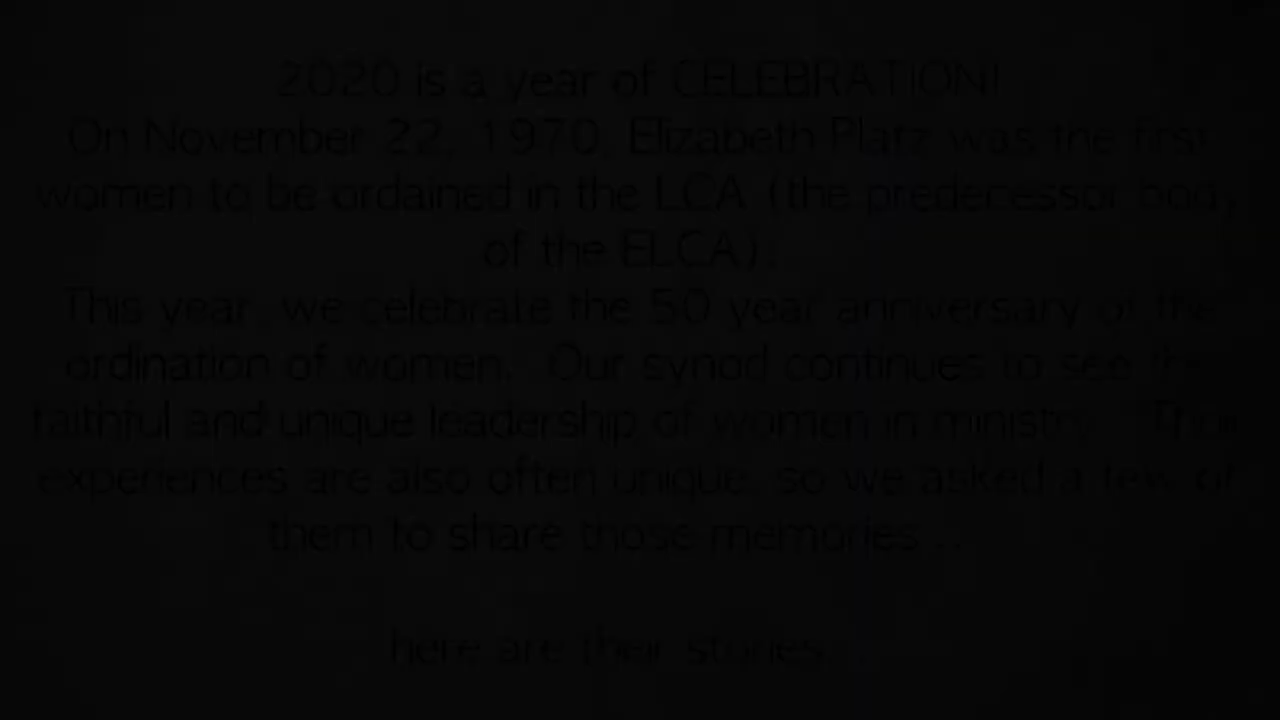 2020 is a year of CELEBRATION!
On November 22, 1970, Elizabeth Platz was the first
women to be ordained in the LCA (the predecessor body
of the ELCA).
This year, we celebrate the 50 year anniversary of the
ordination of women. Our synod continues to see the
faithful and unique leadership of women in ministry. Their
experiences are also often unique, so we asked a few of
them to share those memories...
here are their stories...